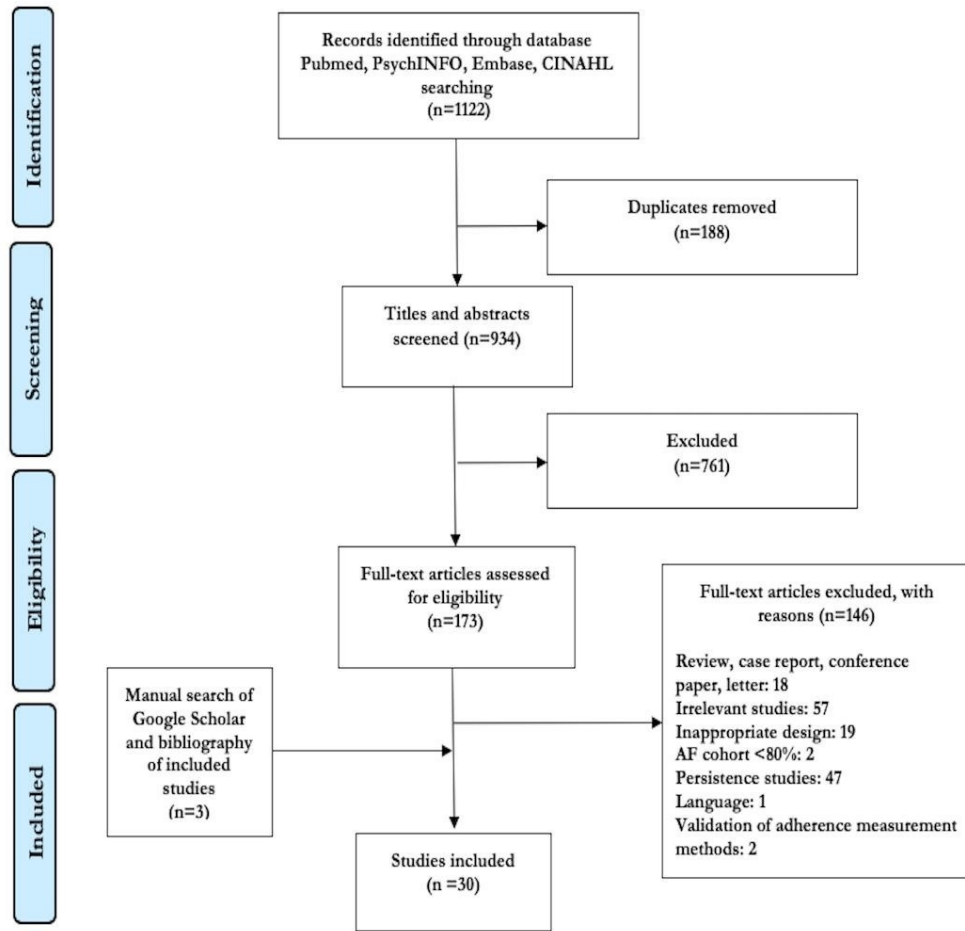 Identification
Records identified through database
Pubmed, PsychINFO, Embase, CINAHL
searching
(n=1122)
Duplicates removed
(n=188)
Screening
Titles and abstracts
screened (n=934)
Excluded
(n=761)
Eligibility
Full-text articles assessed
for eligibility
(n=173)
Full-text articles excluded, with
reasons (n=146)
Review, case report, conference
paper, letter: 18
Irrelevant studies: 57
Inappropriate design: 19
AF cohort <80%: 2
Persistence studies: 47
Language: 1
Validation of adherence measurement
methods: 2
Manual search of
Google Scholar
and bibliography
of included
studies
(n=3)
Included
Studies included
(n =30)